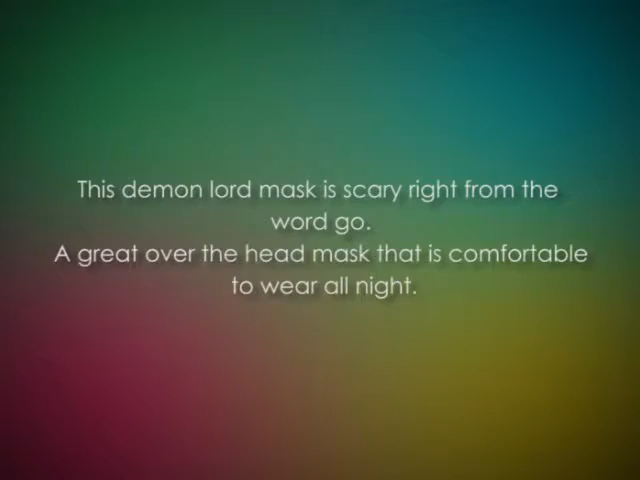 This demon lord mask is scary right from the
word go.
A great over the head mask that is comfortable
to wear all night.